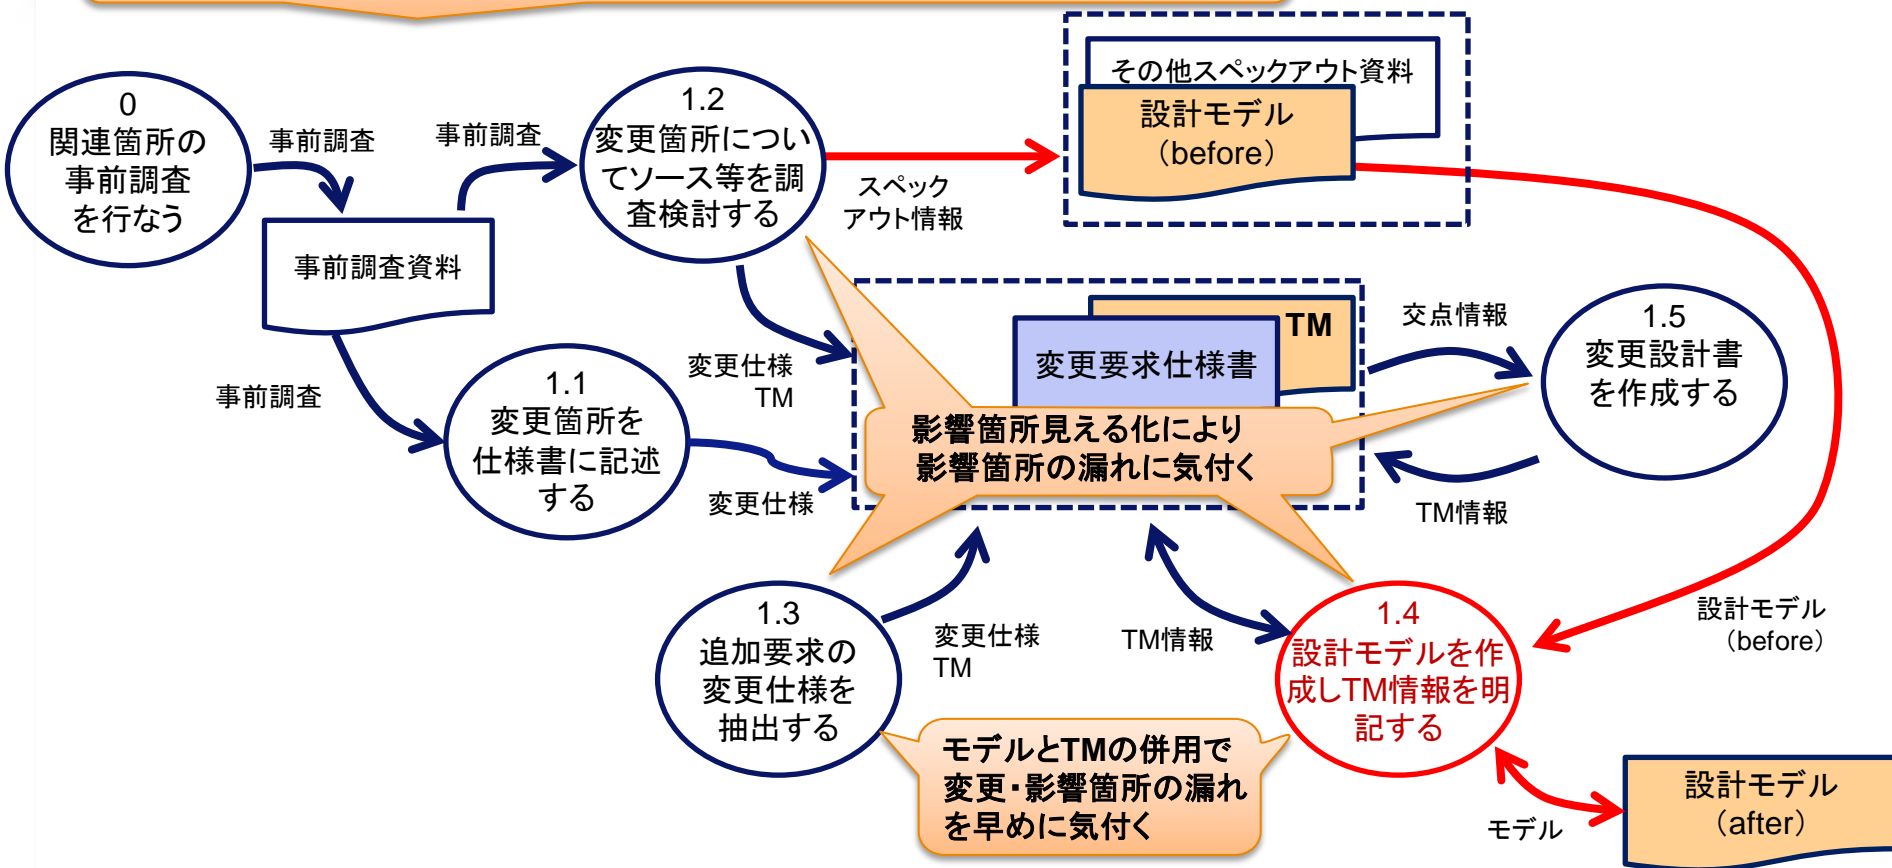 0
関連箇所の
事前調査
を行なう
事前調査
事前調査
事前調査資料
事前調査
1.2
変更箇所につい
てソース等を調
査検討する
スペック
アウト情報
その他スペックアウト資料
設計モデル
（before）
1.1
変更箇所を
仕様書に記述
する
変更仕様
TM
変更仕様
TM
変更要求仕様書
影響箇所見える化により
影響箇所の漏れに気付く
交点情報
1.5
変更設計書
を作成する
TM情報
1.3
追加要求の
変更仕様を
抽出する
変更仕様
TM
TM情報
1.4
設計モデルを作
成しTM情報を明
記する
設計モデル
（before）
モデルとTMの併用で
変更・影響箇所の漏れ
を早めに気付く
モデル
設計モデル
（after）